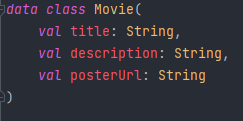 data class Movie(
    val title: String,
    val description: String,
    val posterUrl: String
)